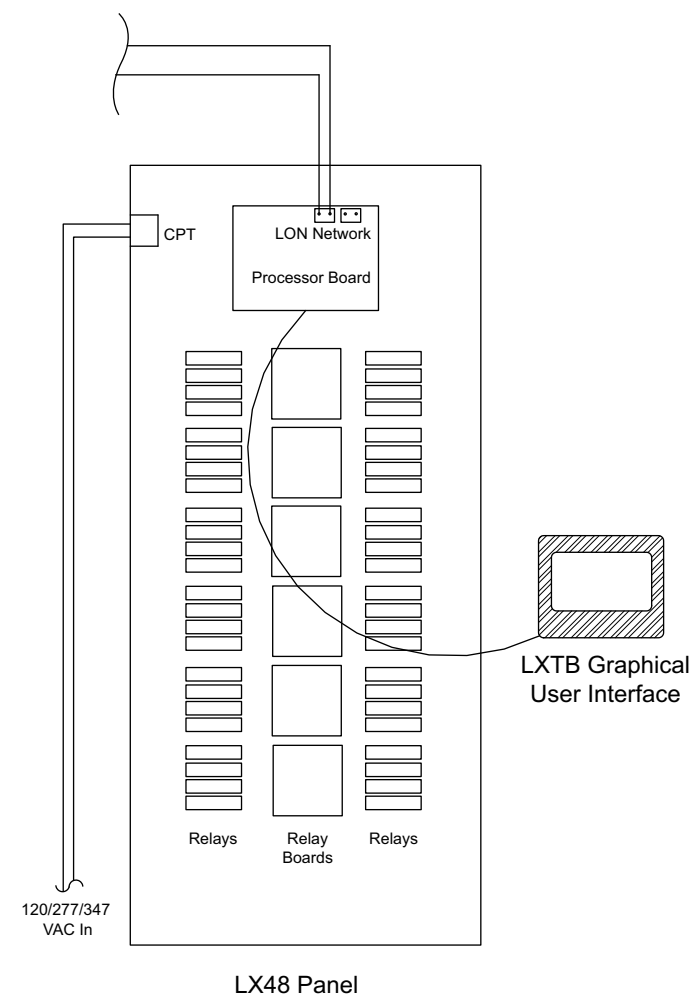 LON Network
CPT
Processor Board
LXTB Graphical
User Interface
Relays
Relay
Boards
Relays
120/277/347
VAC In
LX48 Panel